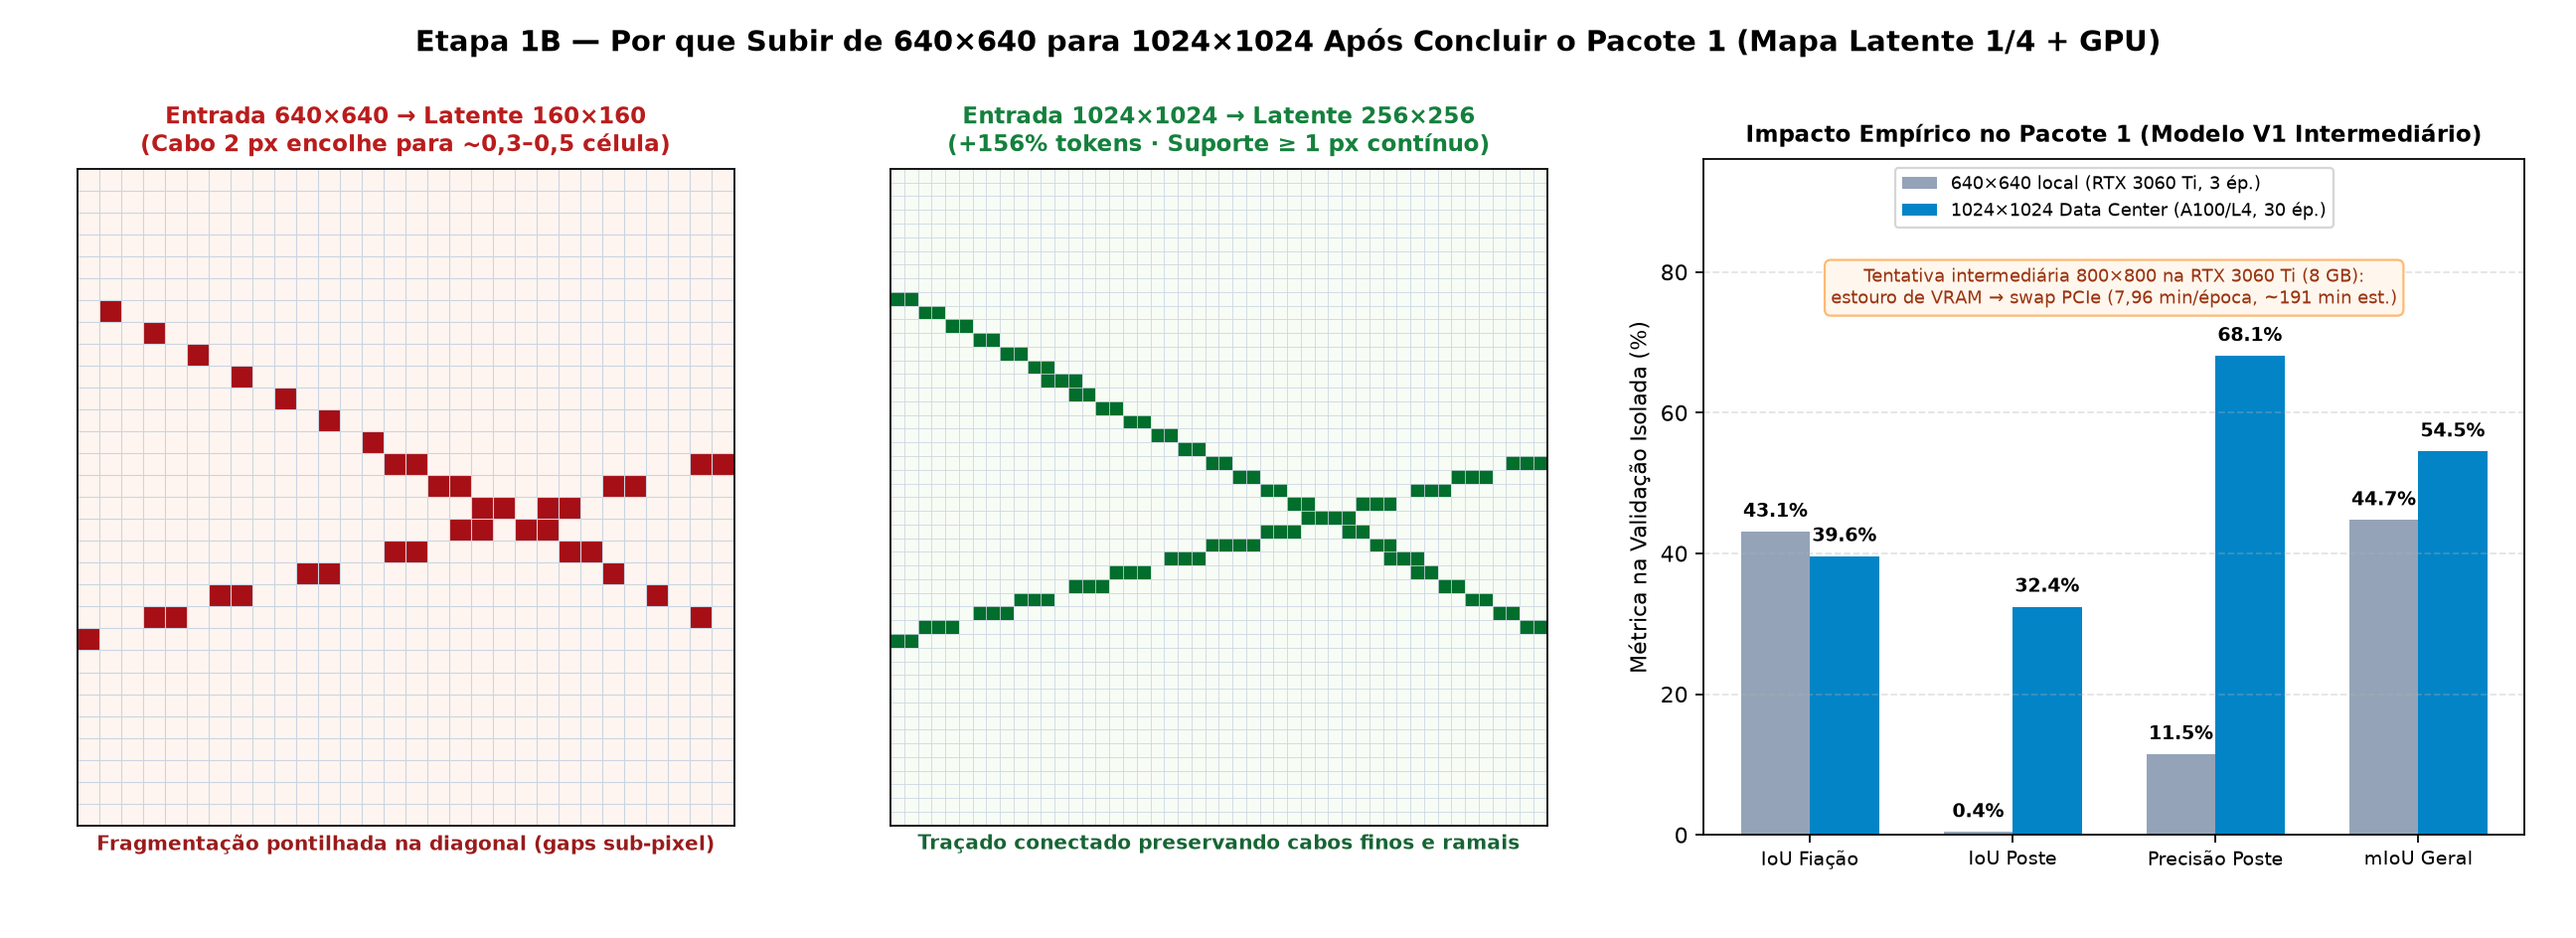 Etapa 1B — Por que Subir de 640×640 para 1024×1024 Após Concluir o Pacote 1 (Mapa Latente 1/4 + GPU)
Entrada 640×640 → Latente 160×160
(Cabo 2 px encolhe para ~0,3–0,5 célula)
Fragmentação pontilhada na diagonal (gaps sub-pixel)
Entrada 1024×1024 → Latente 256×256
(+156% tokens · Suporte ≥ 1 px contínuo)
Traçado conectado preservando cabos finos e ramais
Impacto Empírico no Pacote 1 (Modelo V1 Intermediário)
640×640 local (RTX 3060 Ti, 3 ép.)
1024×1024 Data Center (A100/L4, 30 ép.)
Tentativa intermediária 800×800 na RTX 3060 Ti (8 GB):
estouro de VRAM → swap PCIe (7,96 min/época, ~191 min est.)
Métrica na Validação Isolada (%)
80
60
40
20
0
43.1%
39.6%
0.4%
32.4%
11.5%
68.1%
44.7%
54.5%
IoU Fiação
IoU Poste
Precisão Poste
mIoU Geral